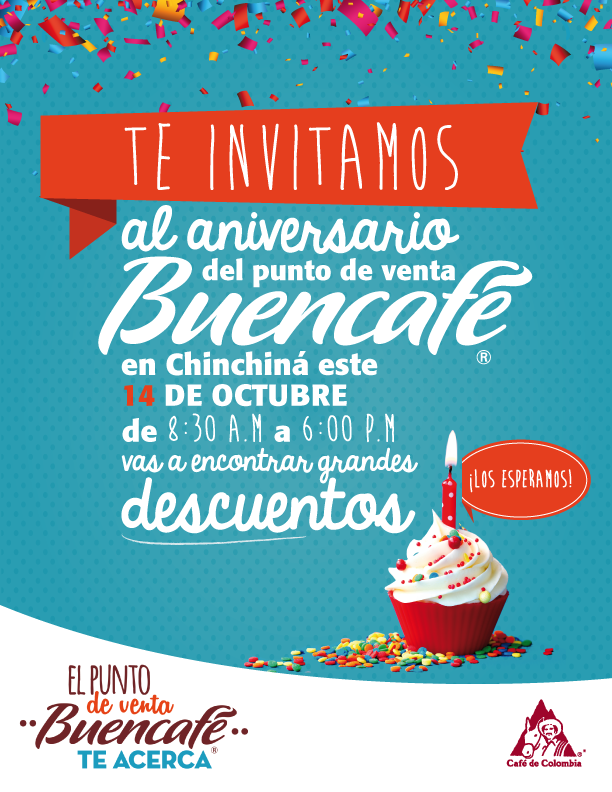 TE INVITAMOS
al aniversario
del punto de venta
Buencafé®
en Chinchiná este
14 DE OCTUBRE
de 8:30 A.M a 6:00 P.M
vas a encontrar grandes
descuentos
¡LOS ESPERAMOS!
EL PUNTO
de venta
··Buencafé®··
TE ACERCA
Café de Colombia®